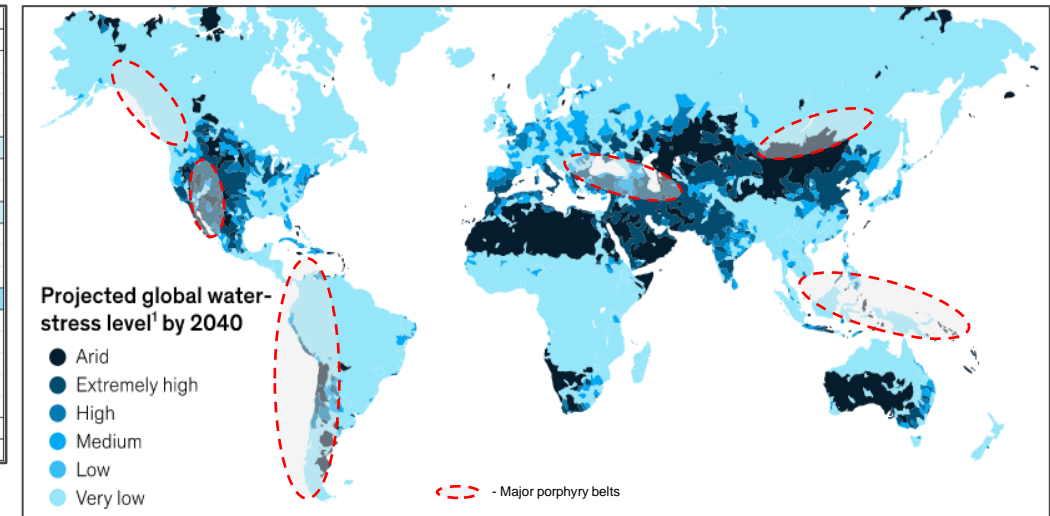 Projected global water-
stress level¹ by 2040
Arid
Extremely high
High
Medium
Low
Very low
- Major porphyry belts